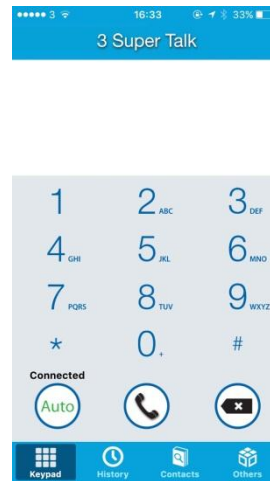 3 16:33 33%
3 Super Talk
1 2 ABC 3 DEF
4 GHI 5 JKL 6 MNO
7 PQRS 8 TUV 9 WXYZ
* 0 + #
Connected
Auto
Keypad History Contacts Others